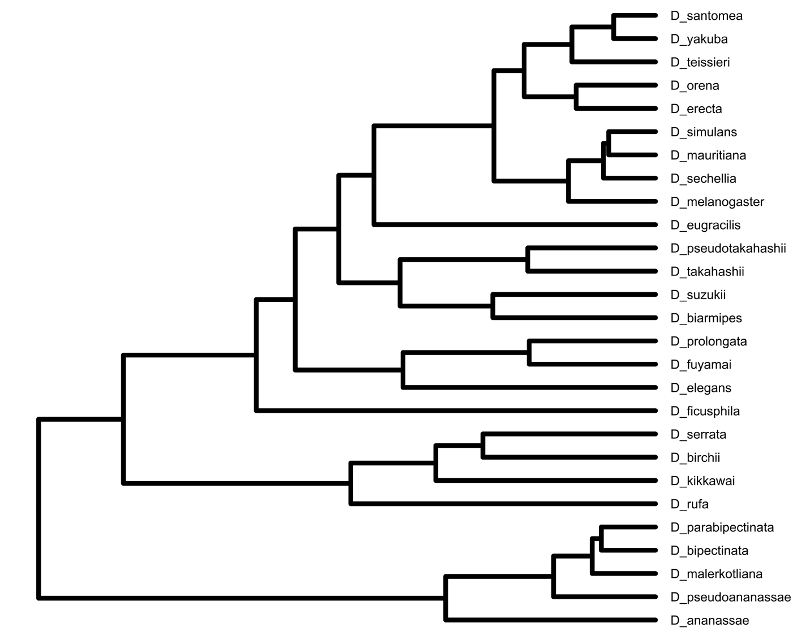 D_santomea
D_yakuba
D_teissieri
D_orena
D_erecta
D_simulans
D_mauritiana
D_sechellia
D_melanogaster
D_eugracilis
D_pseudotakahashii
D_takahashii
D_suzukii
D_biarmipes
D_prolongata
D_fuyamai
D_elegans
D_ficusphila
D_serrata
D_birchii
D_kikkawai
D_rufa
D_parabipectinata
D_bipectinata
D_malerkotliana
D_pseudoananassae
D_ananassae